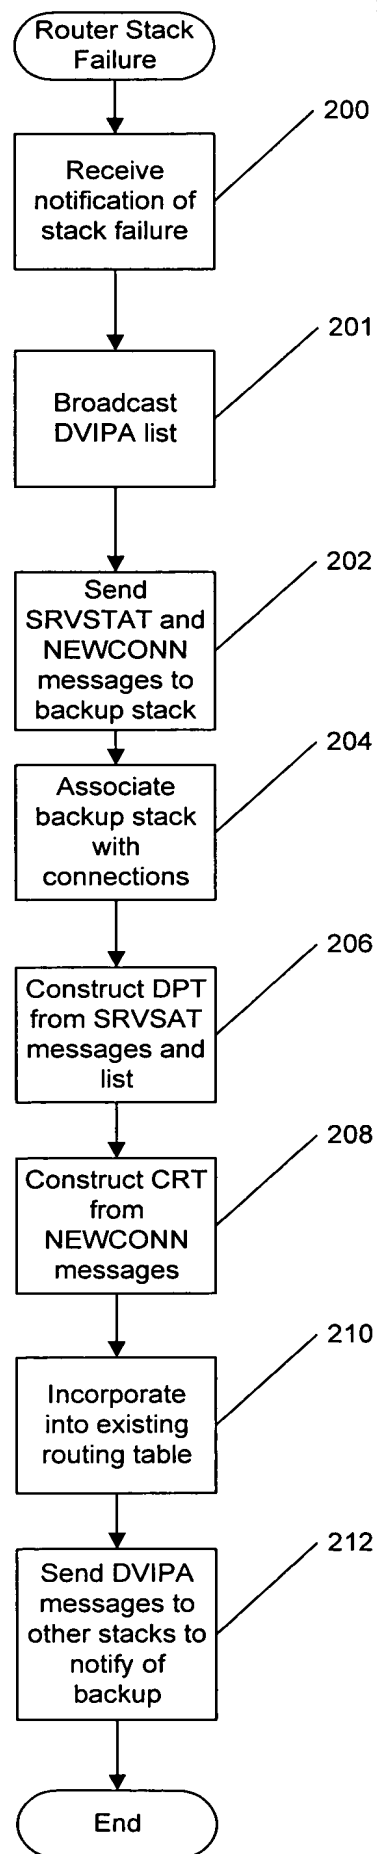 Router Stack
Failure
200
Receive
notification of
stack failure
201
Broadcast
DVIPA list
202
Send
SRVSTAT and
NEWCONN
messages to
backup stack
204
Associate
backup stack
with
connections
206
Construct DPT
from SRVSAT
messages and
list
208
Construct CRT
from
NEWCONN
messages
210
Incorporate
into existing
routing table
212
Send DVIPA
messages to
other stacks to
notify of
backup
End